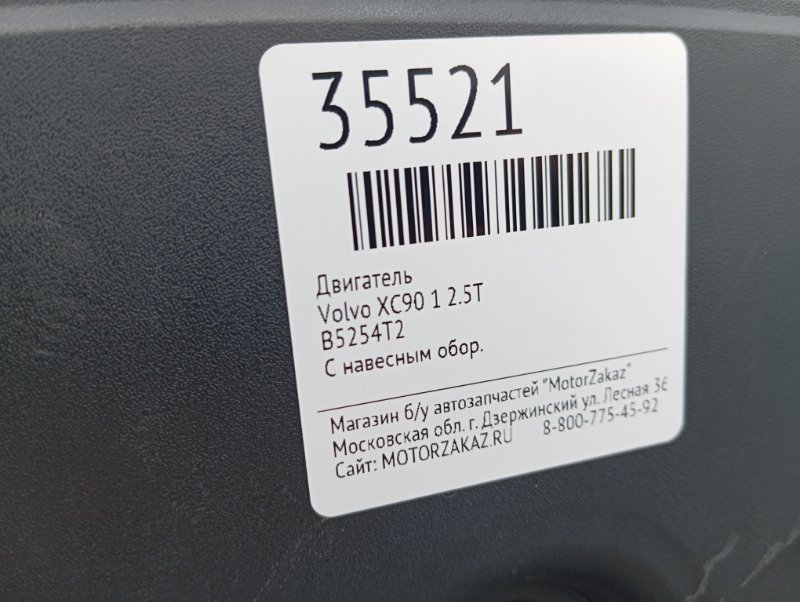 35521
Двигатель
Volvo XC90 1 2.5T
B5254T2
С навесным обор.
Магазин б/у автозапчастей "MotorZakaz"
Московская обл. г. Дзержинский ул. Лесная 36
Сайт: MOTORZAKAZ.RU 8-800-775-45-92